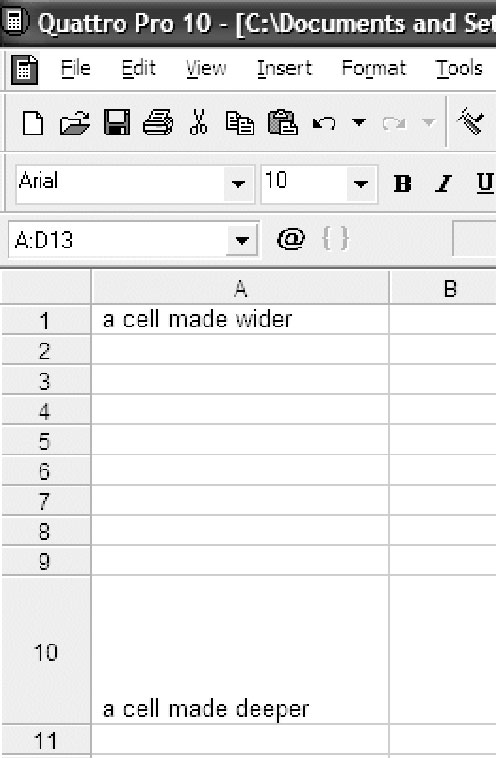 Quattro Pro 10 - [C:\Documents and Set
File Edit View Insert Format Tools
Arial 10 B I U
A:D13 @ { }
A B
1 a cell made wider
2
3
4
5
6
7
8
9
10 a cell made deeper
11